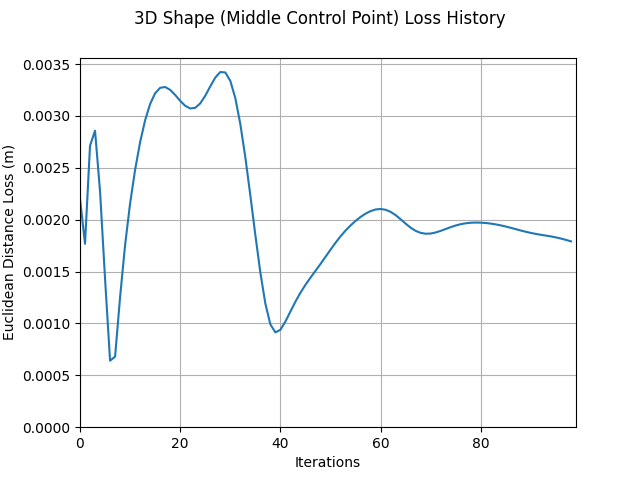 3D Shape (Middle Control Point) Loss History
0.0035
0.0030
0.0025
0.0020
0.0015
0.0010
0.0005
0.0000
Euclidean Distance Loss (m)
0 20 40 60 80
Iterations